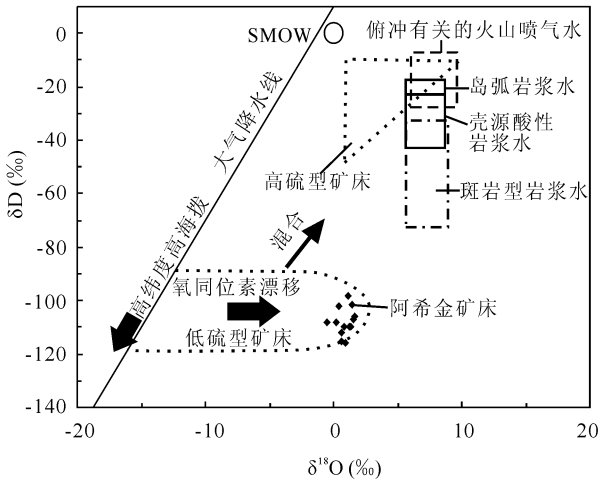 SMOW
俯冲有关的火山喷气水
岛弧岩浆水
壳源酸性
岩浆水
斑岩型岩浆水
大气降水线
高硫型矿床
高纬度高海拨
混合
氧同位素漂移
低硫型矿床
阿希金矿床
δD (‰)
0
-20
-40
-60
-80
-100
-120
-140
-20
-10
0
10
20
δ¹⁸O (‰)